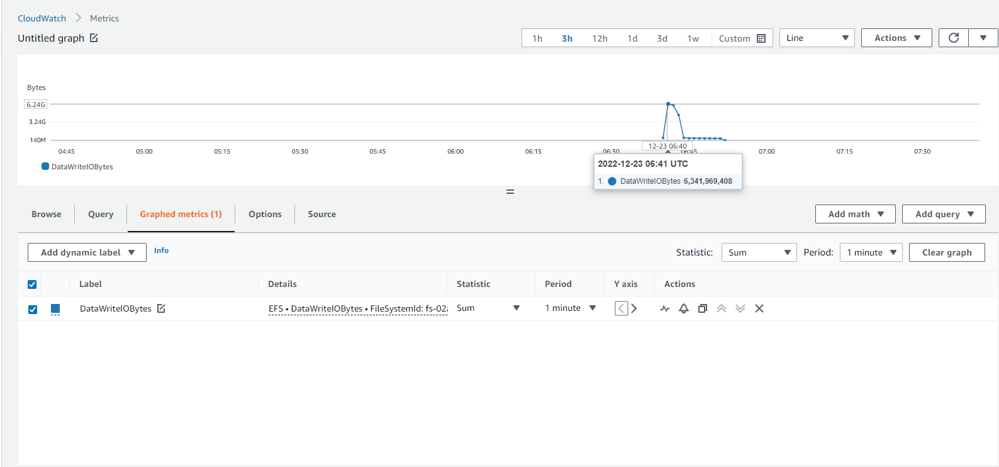 CloudWatch Metrics
Untitled graph
1h 3h 12h 1d 3d 1w Custom Line Actions
Bytes
6.24G
3.24G
140M
04:45 05:00 05:15 05:30 05:45 06:00 06:15 06:30 06:45 07:00 07:15 07:30
12-23 06:40
DataWriteIOBytes
2022-12-23 06:41 UTC
1. DataWriteIOBytes 6,341,969,408
Browse Query Graphed metrics (1) Options Source Add math Add query
Add dynamic label Info Statistic: Sum Period: 1 minute Clear graph
Label Details Statistic Period Y axis Actions
DataWriteIOBytes EFS • DataWriteIOBytes • FileSystemId: fs-02 Sum 1 minute